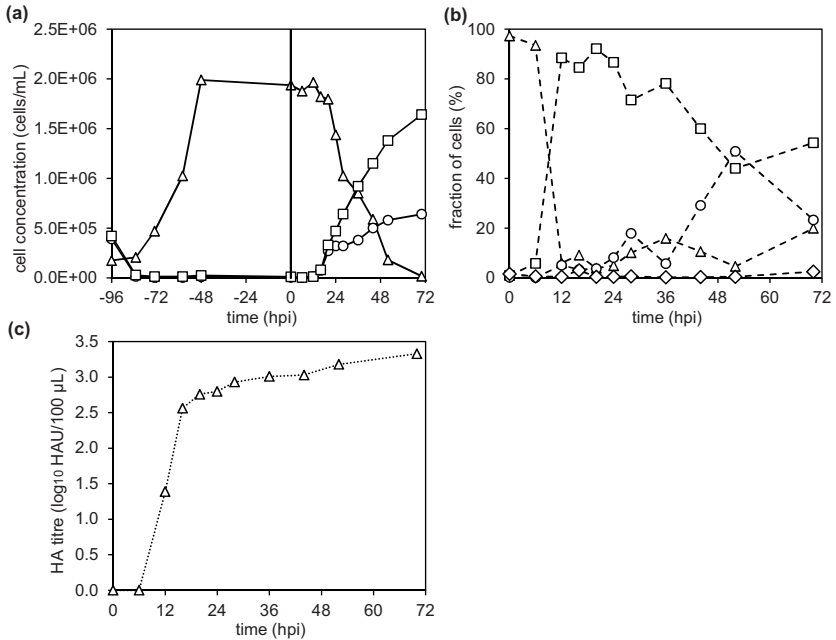 (a)
cell concentration (cells/mL)
2.5E+06
2.0E+06
1.5E+06
1.0E+06
5.0E+05
0.0E+00
-96 -72 -48 -24 0 24 48 72
time (hpi)
(b)
fraction of cells (%)
100
80
60
40
20
0
0 12 24 36 48 60 72
time (hpi)
(c)
HA titre (log10 HAU/100 µL)
3.5
3.0
2.5
2.0
1.5
1.0
0.5
0.0
0 12 24 36 48 60 72
time (hpi)